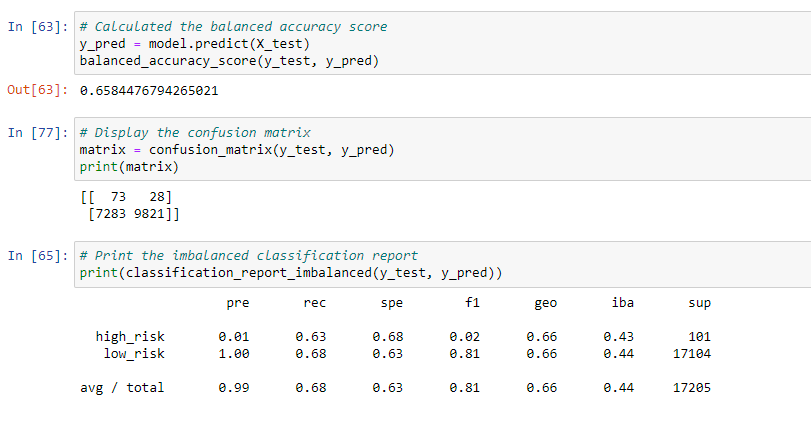 In [63]: # Calculated the balanced accuracy score
y_pred = model.predict(X_test)
balanced_accuracy_score(y_test, y_pred)
Out[63]: 0.6584476794265021
In [77]: # Display the confusion matrix
matrix = confusion_matrix(y_test, y_pred)
print(matrix)
[[  73   28]
 [7283 9821]]
In [65]: # Print the imbalanced classification report
print(classification_report_imbalanced(y_test, y_pred))
pre rec spe f1 geo iba sup
high_risk 0.01 0.63 0.68 0.02 0.66 0.43 101
low_risk 1.00 0.68 0.63 0.81 0.66 0.44 17104
avg / total 0.99 0.68 0.63 0.81 0.66 0.44 17205